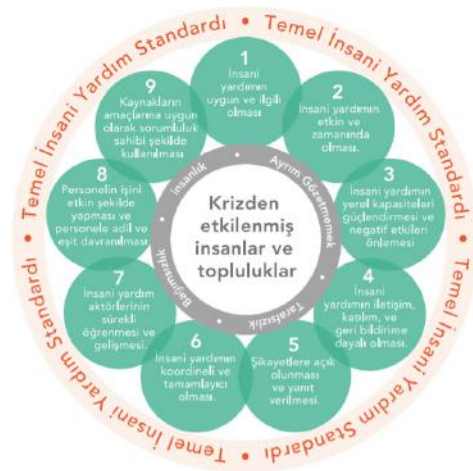 Temel İnsani Yardım Standardı • Temel İnsani Yardım Standardı • Temel İnsani Yardım Standardı • Temel İnsani Yardım Standardı •
1
İnsani
yardımın
uygun ve ilgili
olması
2
İnsani yardımın
etkin ve
zamanında
olması.
3
İnsani yardımın
yerel kapasiteleri
güçlendirmesi ve
negatif etkileri
önlemesi
4
İnsani
yardımın iletişim,
katılım, ve
geri bildirime
dayalı olması.
5
Şikayetlere açık
olunması
ve yanıt
verilmesi.
6
İnsani yardımın
koordineli ve
tamamlayıcı
olması.
7
İnsani yardım
aktörlerinin
sürekli
öğrenmesi ve
gelişmesi.
8
Personelin işini
etkin şekilde
yapması ve
personele adil ve
eşit davranılması
9
Kaynakların
amaçlarına uygun
olarak sorumluluk
sahibi şekilde
kullanılması
İnsanlık • Ayrım Gözetmemek • Tarafsızlık • Bağımsızlık •
Krizden
etkilenmiş
insanlar ve
topluluklar